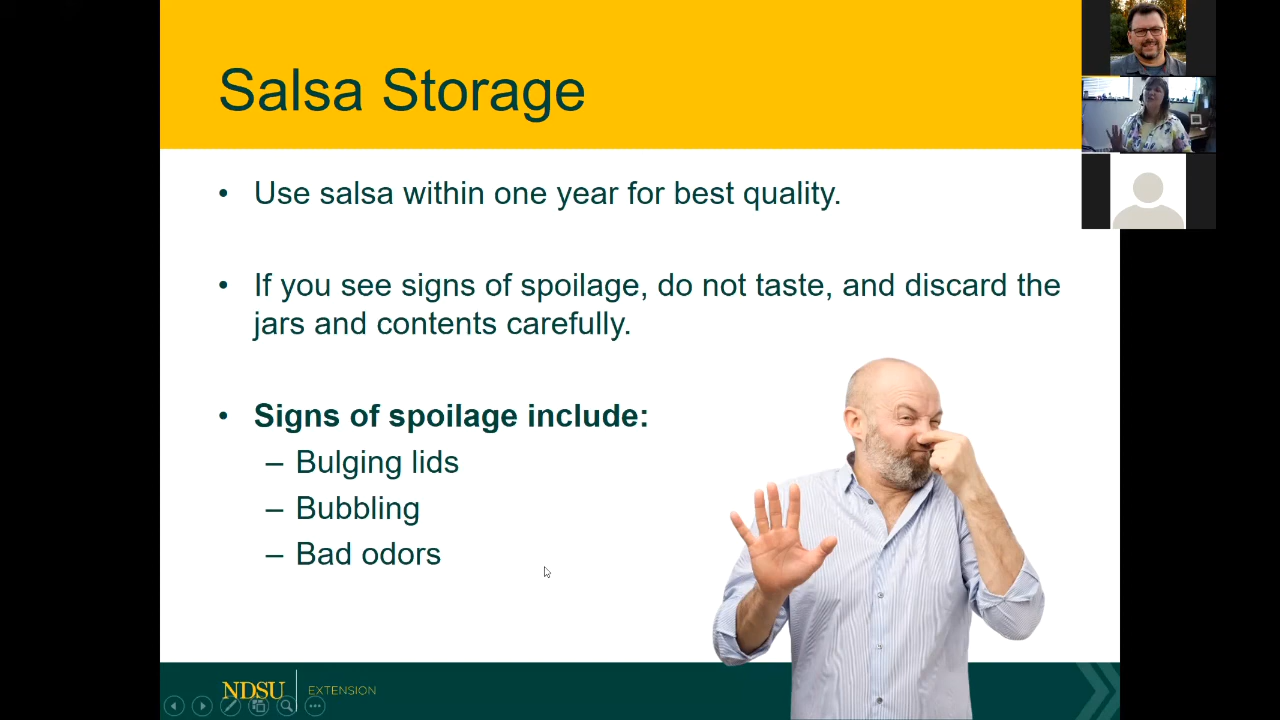 Salsa Storage
• Use salsa within one year for best quality.
• If you see signs of spoilage, do not taste, and discard the
jars and contents carefully.
• Signs of spoilage include:
– Bulging lids
– Bubbling
– Bad odors
NDSU EXTENSION